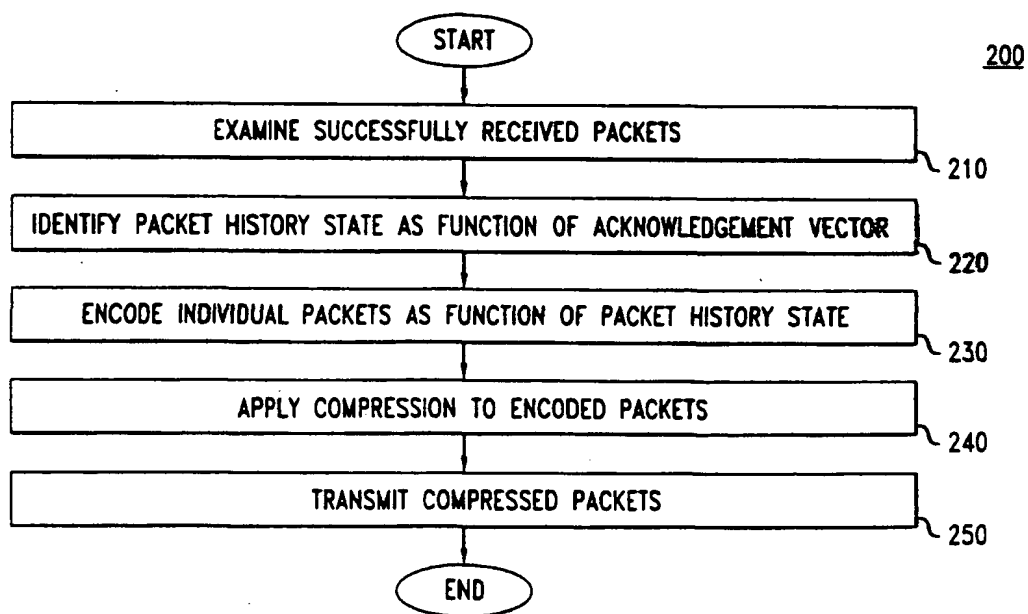 START
200
EXAMINE SUCCESSFULLY RECEIVED PACKETS
210
IDENTIFY PACKET HISTORY STATE AS FUNCTION OF ACKNOWLEDGEMENT VECTOR
220
ENCODE INDIVIDUAL PACKETS AS FUNCTION OF PACKET HISTORY STATE
230
APPLY COMPRESSION TO ENCODED PACKETS
240
TRANSMIT COMPRESSED PACKETS
250
END